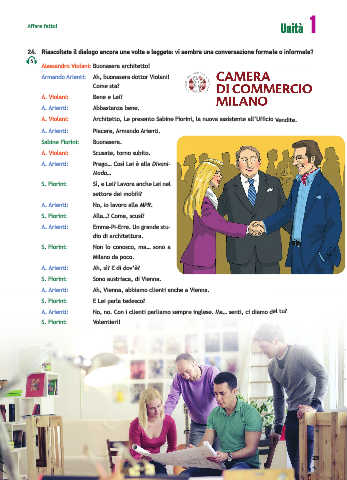 Affare fatto!
Unità 1
24. Riascoltate il dialogo ancora una volta e leggete: vi sembra una conversazione formale o informale?
Alessandro Violani: Buonasera architetto!
Armando Arienti: Ah, buonasera dottor Violani!
Come sta?
A. Violani: Bene e Lei?
A. Arienti: Abbastanza bene.
A. Violani: Architetto, Le presento Sabine Fiorini, la nuova assistente all'Ufficio Vendite.
A. Arienti: Piacere, Armando Arienti.
Sabine Fiorini: Buonasera.
A. Violani: Scusate, torno subito.
A. Arienti: Prego... Così Lei è alla Divani-
Moda...
S. Fiorini: Sì, e Lei? Lavora anche Lei nel
settore dei mobili?
A. Arienti: No, io lavoro alla MPR.
S. Fiorini: Alla...? Come, scusi?
A. Arienti: Emme-Pi-Erre. Un grande stu-
dio di architettura.
S. Fiorini: Non lo conosco, ma... sono a
Milano da poco.
A. Arienti: Ah, sì? E di dov'è?
S. Fiorini: Sono austriaca, di Vienna.
A. Arienti: Ah, Vienna, abbiamo clienti anche a Vienna.
S. Fiorini: E Lei parla tedesco?
A. Arienti: No, no. Con i clienti parliamo sempre inglese. Ma... senti, ci diamo del tu?
S. Fiorini: Volentieri!
CAMERA
DI COMMERCIO
MILANO